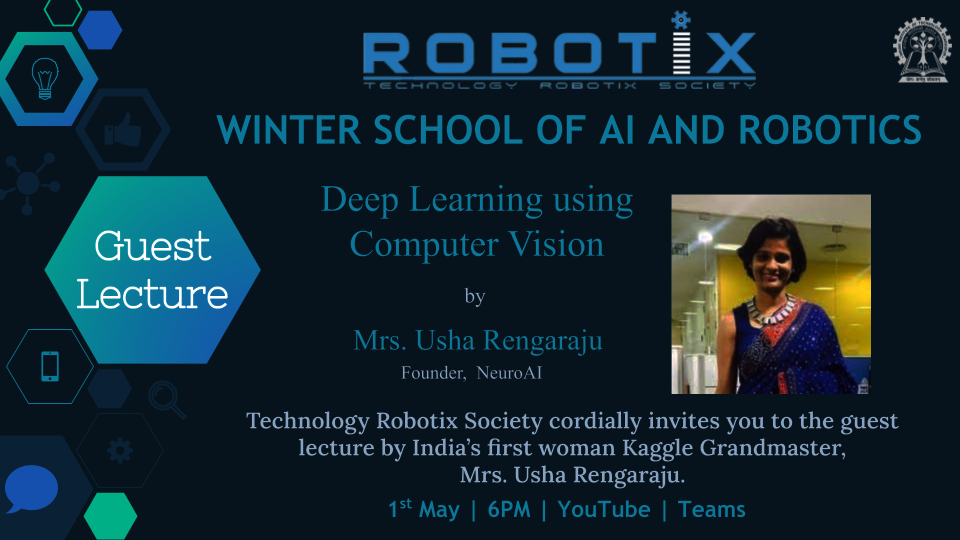 ROBOTIX
TECHNOLOGY ROBOTIX SOCIETY
WINTER SCHOOL OF AI AND ROBOTICS
Guest
Lecture
Deep Learning using
Computer Vision
by
Mrs. Usha Rengaraju
Founder, NeuroAI
Technology Robotix Society cordially invites you to the guest
lecture by India's first woman Kaggle Grandmaster,
Mrs. Usha Rengaraju.
1st May | 6PM | YouTube | Teams